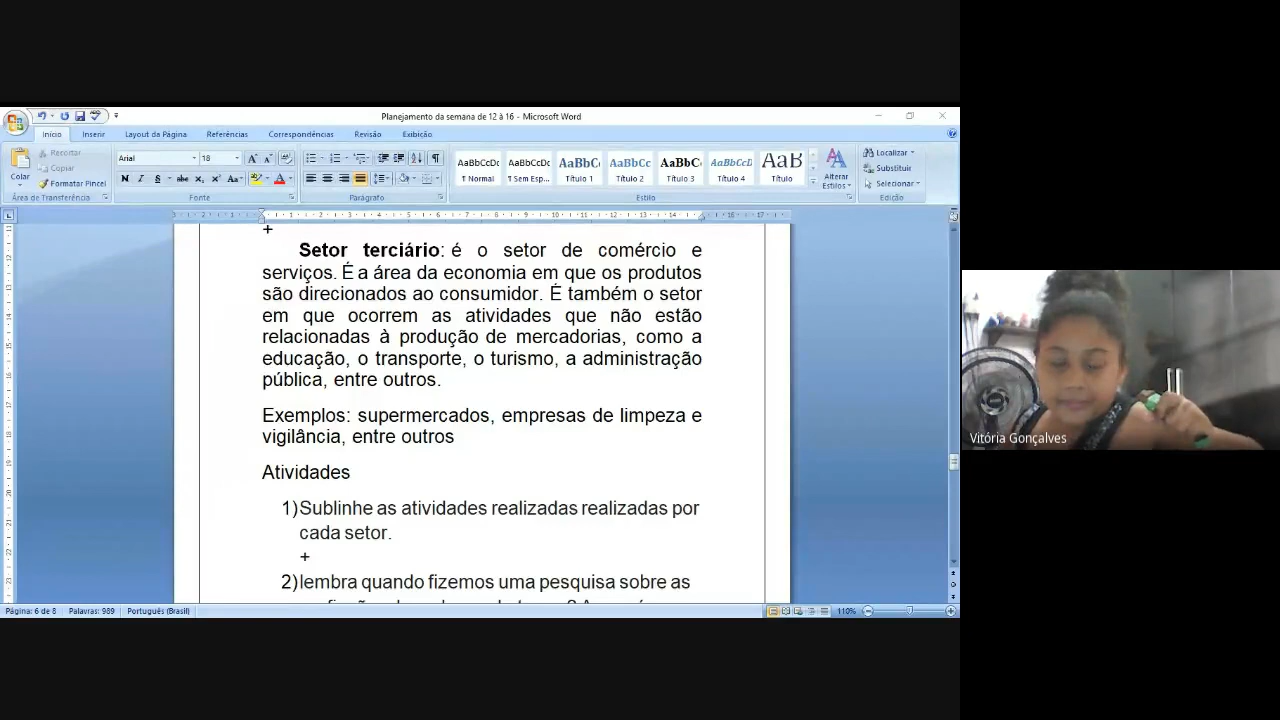 Planejamento da semana de 12 à 16 - Microsoft Word
Início Inserir Layout da Página Referências Correspondências Revisão Exibição
Colar Recortar Copiar Formatar Pincel
Arial 18
N I S abc x₂ x² Aa
AaBbCcDc AaBbCcDc AaBbC AaBbCc AaBbC AaBbCcD AaB
¶ Normal ¶ Sem Esp... Título 1 Título 2 Título 3 Título 4 Título
Alterar Estilos
Localizar
Substituir
Selecionar
Área de Transferência Fonte Parágrafo Estilo Edição
+
Setor terciário: é o setor de comércio e
serviços. É a área da economia em que os produtos
são direcionados ao consumidor. É também o setor
em que ocorrem as atividades que não estão
relacionadas à produção de mercadorias, como a
educação, o transporte, o turismo, a administração
pública, entre outros.
Exemplos: supermercados, empresas de limpeza e
vigilância, entre outros
Atividades
1)Sublinhe as atividades realizadas realizadas por
cada setor.
+
2)lembra quando fizemos uma pesquisa sobre as
Página: 6 de 8 Palavras: 989 Português (Brasil) 110%
Vitória Gonçalves